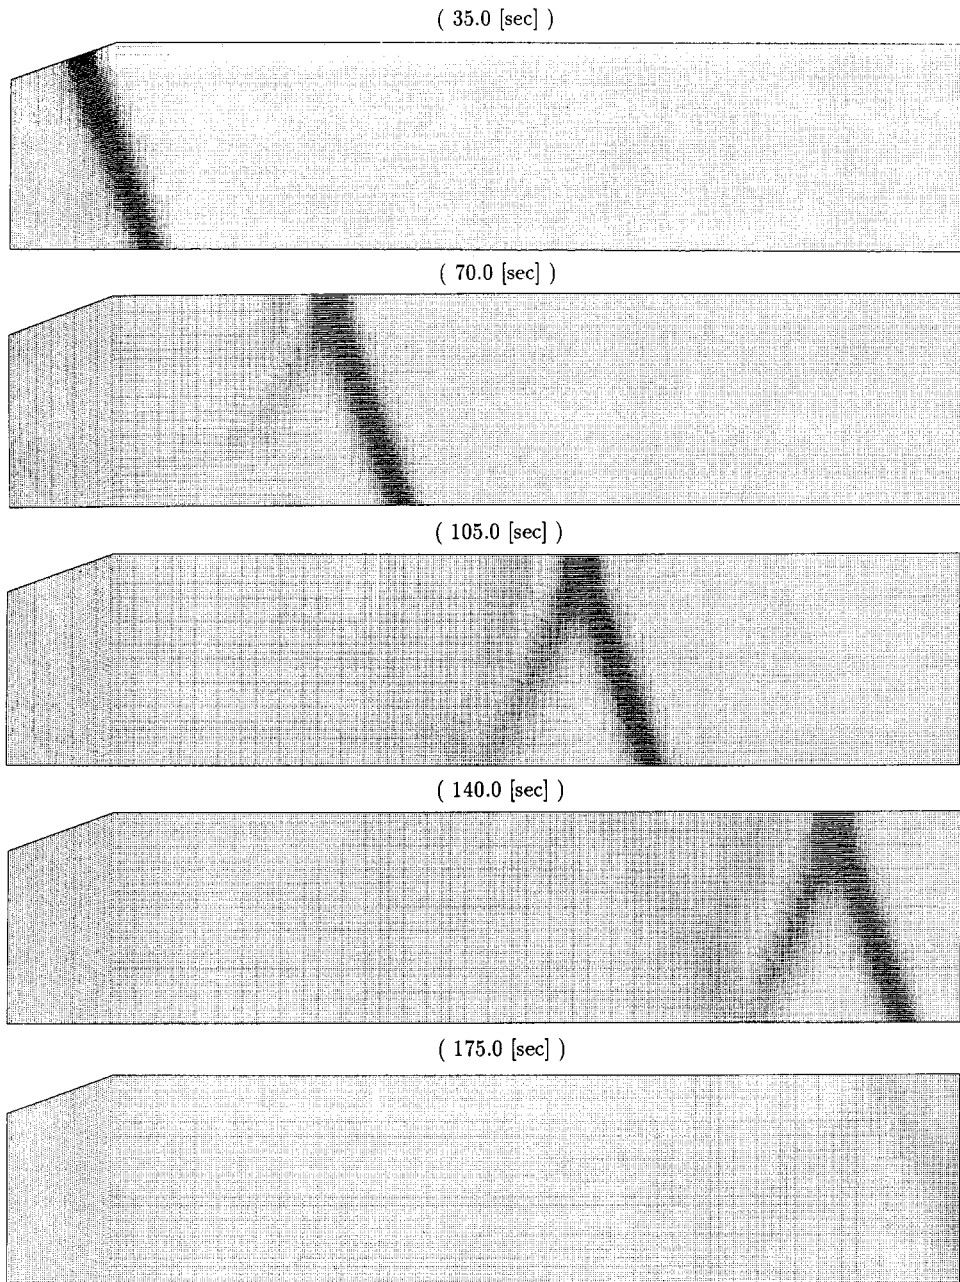 ( 35.0 [sec] )
( 70.0 [sec] )
( 105.0 [sec] )
( 140.0 [sec] )
( 175.0 [sec] )